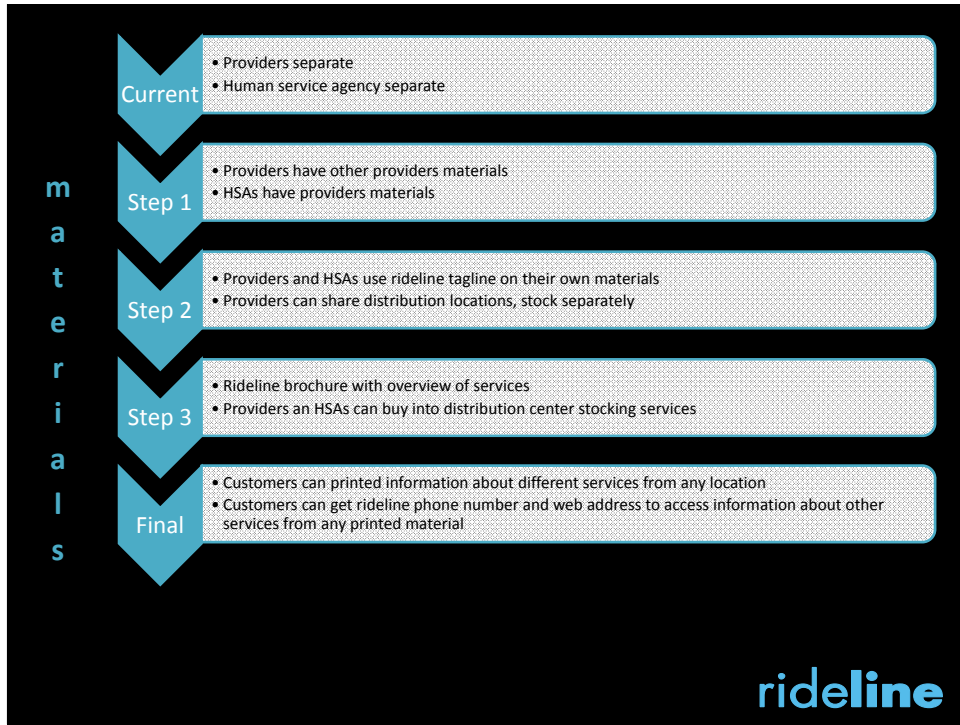 materials
Current
• Providers separate
• Human service agency separate
Step 1
• Providers have other providers materials
• HSAs have providers materials
Step 2
• Providers and HSAs use rideline tagline on their own materials
• Providers can share distribution locations, stock separately
Step 3
• Rideline brochure with overview of services
• Providers an HSAs can buy into distribution center stocking services
Final
• Customers can printed information about different services from any location
• Customers can get rideline phone number and web address to access information about other
services from any printed material
rideline